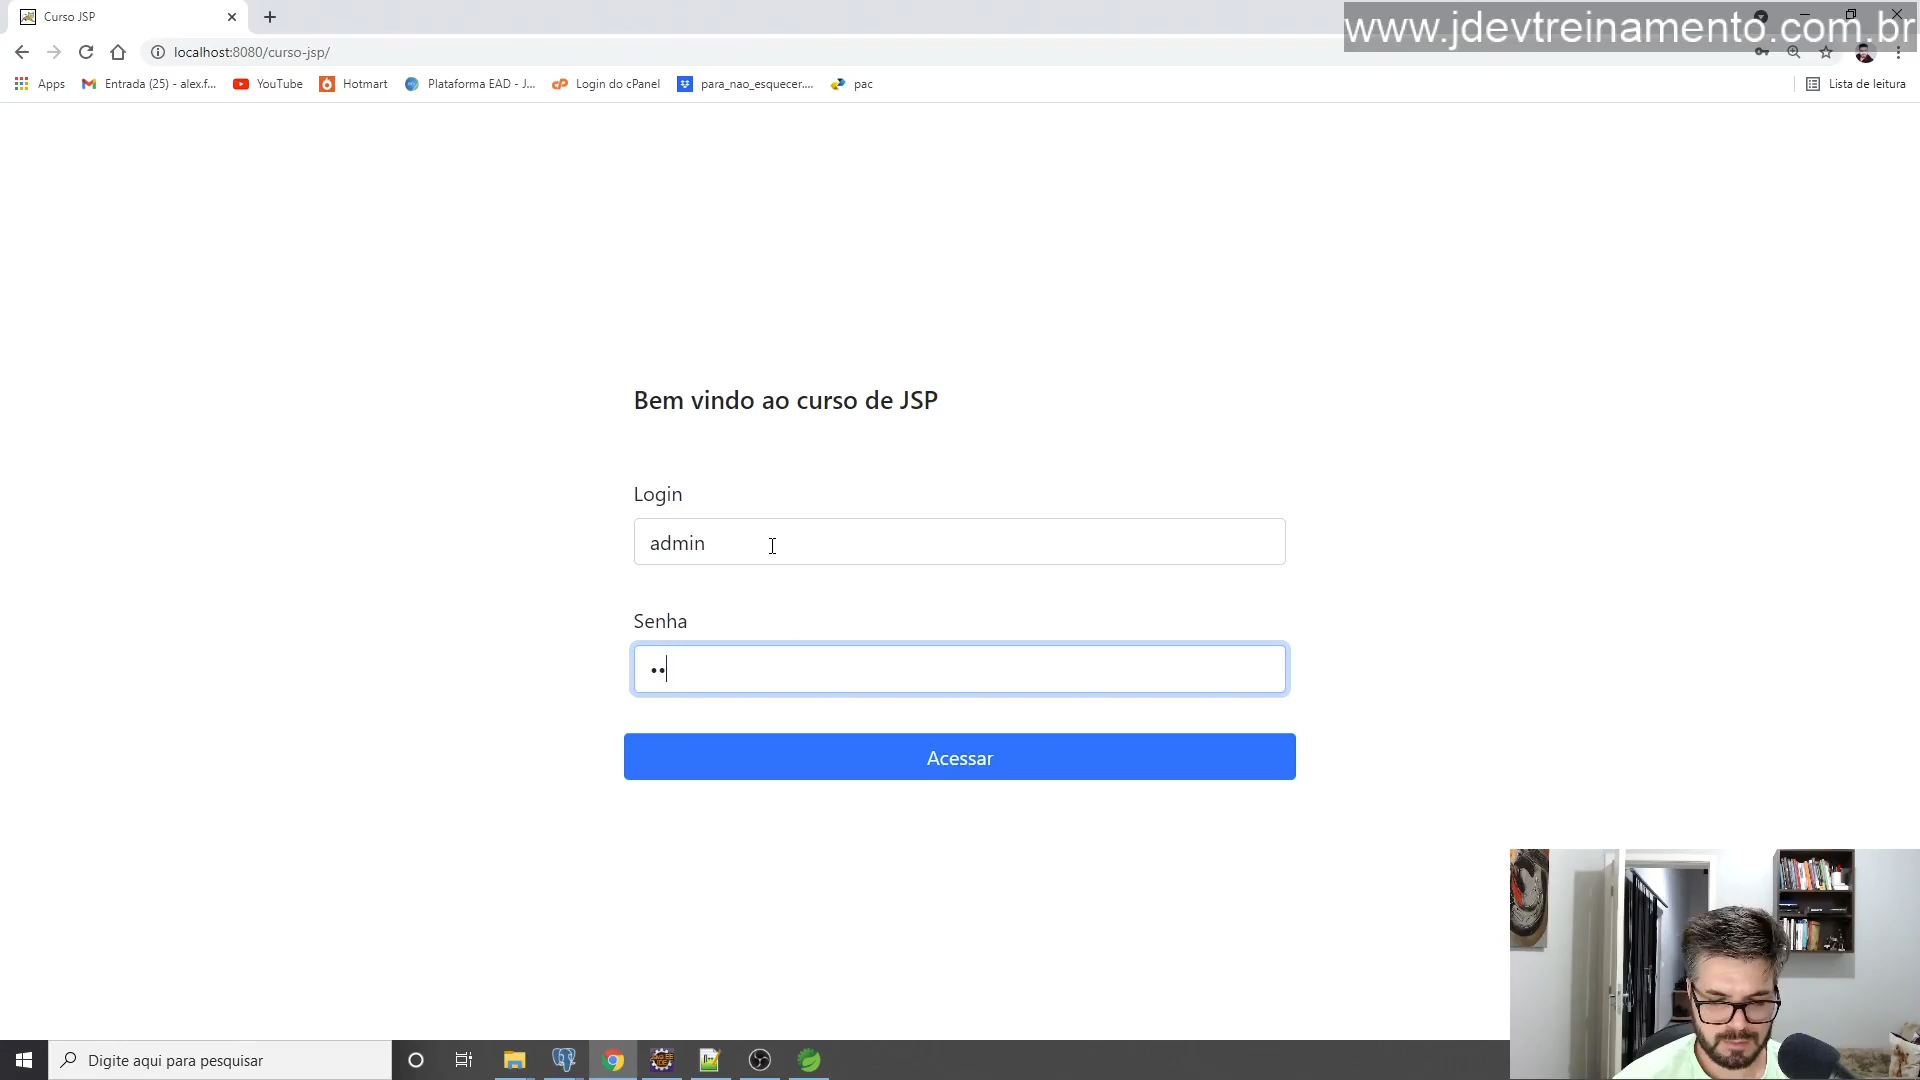 Curso JSP
www.jdevtreinamento.com.br
localhost:8080/curso-jsp/
Apps Entrada (25) - alex.f... YouTube Hotmart Plataforma EAD - J... Login do cPanel para_nao_esquecer.... pac Lista de leitura
Bem vindo ao curso de JSP
Login
admin
Senha
••
Acessar
Digite aqui para pesquisar